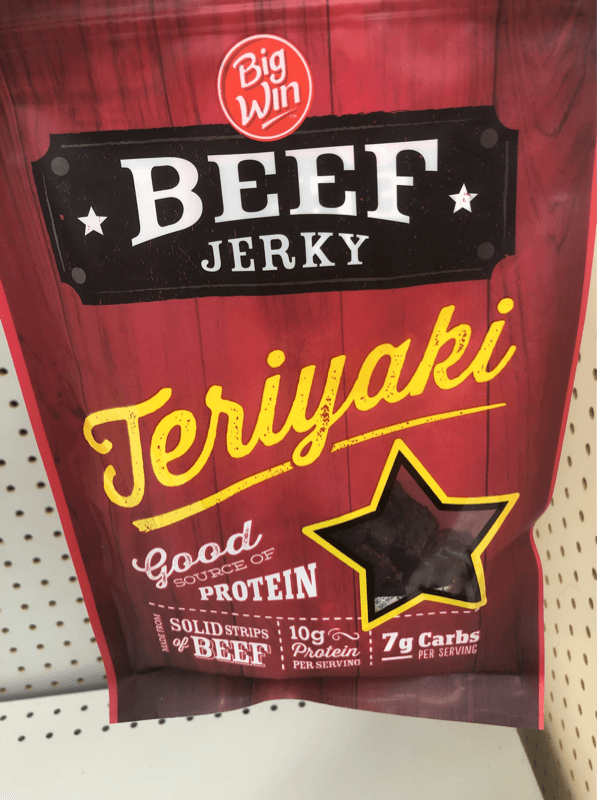 Big
Win
BEEF
JERKY
Teriyaki
Good
SOURCE OF
PROTEIN
MADE FROM
SOLID STRIPS
of BEEF
10g
Protein
PER SERVING
7g Carbs
PER SERVING